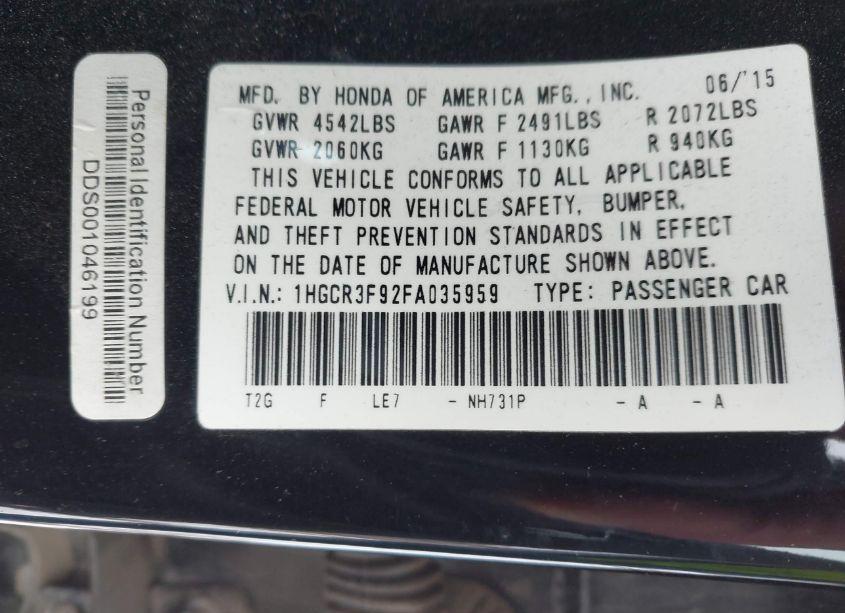 Personal Identification Number
DDS001046199
MFD. BY HONDA OF AMERICA MFG., INC. 06/'15
GVWR 4542LBS GAWR F 2491LBS R 2072LBS
GVWR 2060KG GAWR F 1130KG R 940KG
THIS VEHICLE CONFORMS TO ALL APPLICABLE
FEDERAL MOTOR VEHICLE SAFETY, BUMPER,
AND THEFT PREVENTION STANDARDS IN EFFECT
ON THE DATE OF MANUFACTURE SHOWN ABOVE.
V.I.N.: 1HGCR3F92FA035959 TYPE: PASSENGER CAR
T2G F LE7 - NH731P - A - A